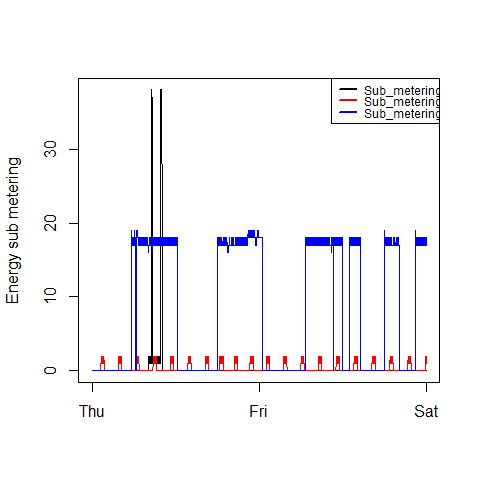 Sub_metering
Sub_metering
Sub_metering
Energy sub metering
30
20
10
0
Thu Fri Sat